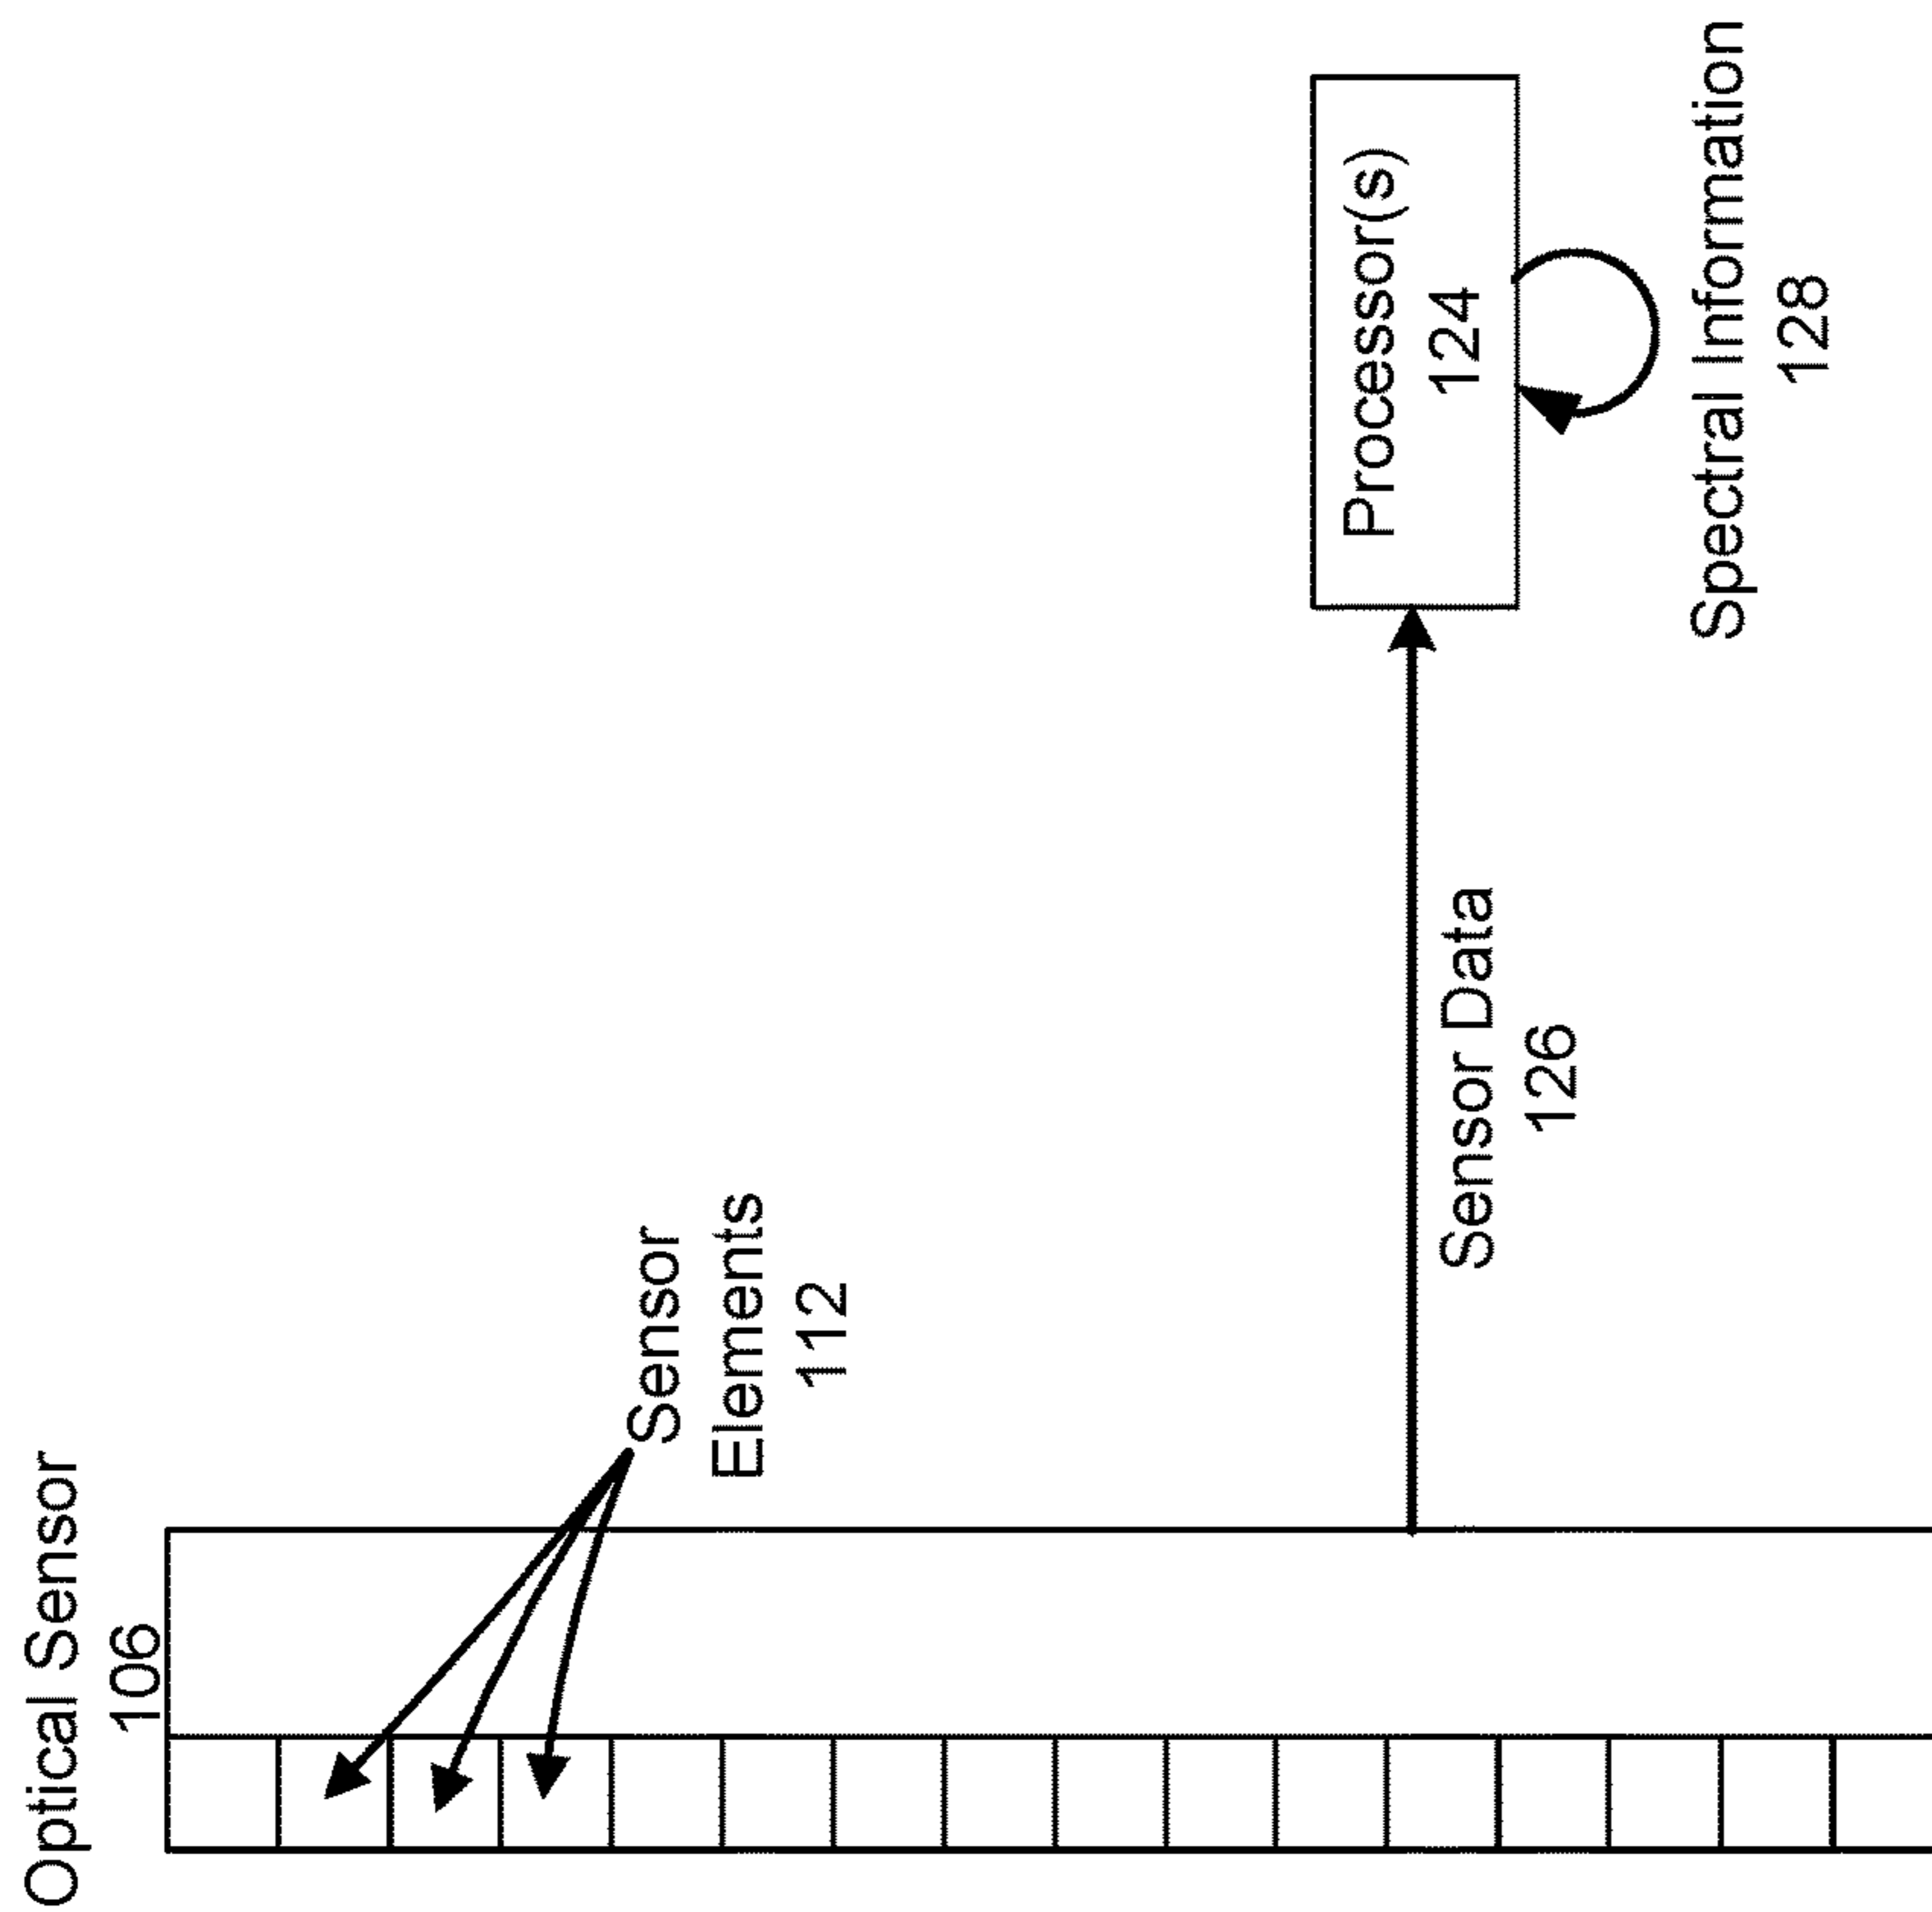 Optical Sensor
106
Sensor
Elements
112
Sensor Data
126
Processor(s)
124
Spectral Information
128